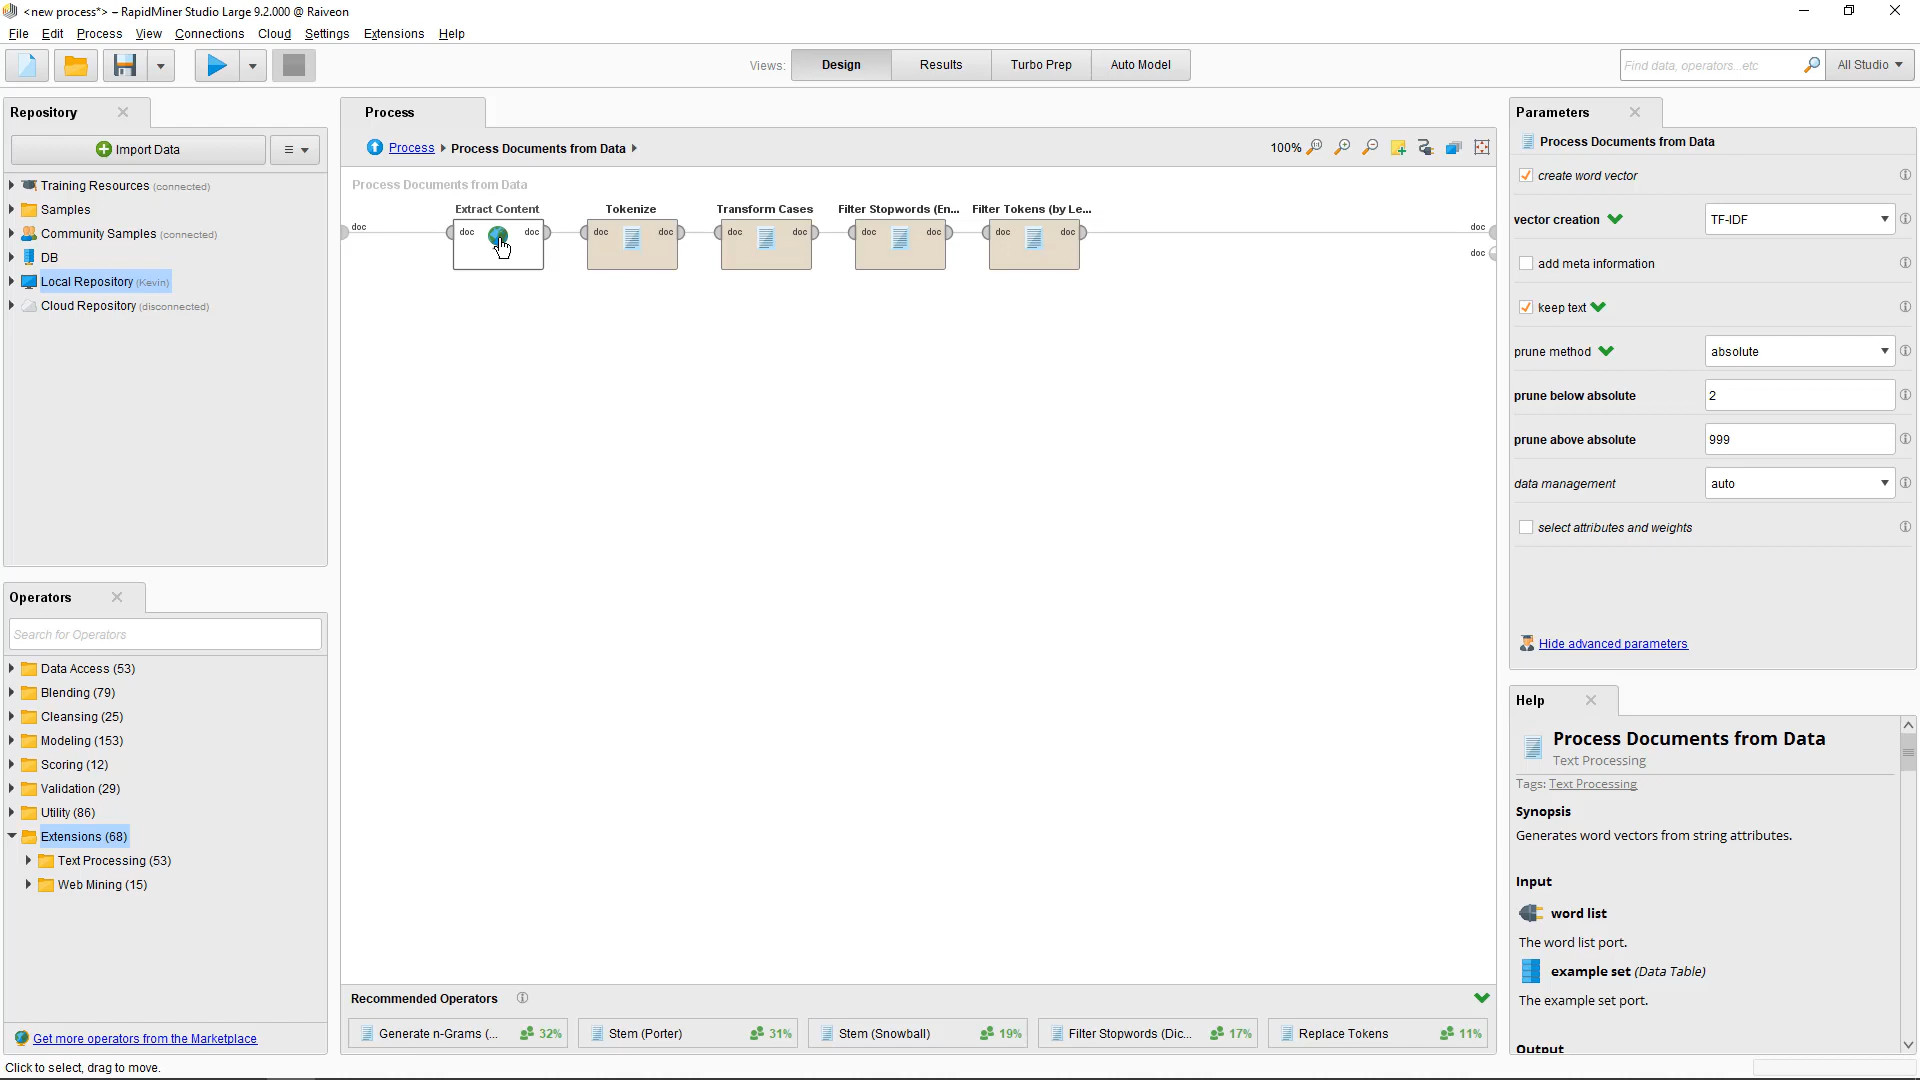 <new process*> – RapidMiner Studio Large 9.2.000 @ Raiveon
File Edit Process View Connections Cloud Settings Extensions Help
Views: Design Results Turbo Prep Auto Model
Find data, operators...etc All Studio
Repository
Import Data
Training Resources (connected)
Samples
Community Samples (connected)
DB
Local Repository (Kevin)
Cloud Repository (disconnected)
Operators
Search for Operators
Data Access (53)
Blending (79)
Cleansing (25)
Modeling (153)
Scoring (12)
Validation (29)
Utility (86)
Extensions (68)
Text Processing (53)
Web Mining (15)
Get more operators from the Marketplace
Click to select, drag to move.
Process
Process Process Documents from Data
100%
Process Documents from Data
Extract Content Tokenize Transform Cases Filter Stopwords (En... Filter Tokens (by Le...
doc doc doc doc doc doc doc doc doc doc doc doc
doc
Recommended Operators
Generate n-Grams (... 32% Stem (Porter) 31% Stem (Snowball) 19% Filter Stopwords (Dic... 17% Replace Tokens 11%
Parameters
Process Documents from Data
create word vector
vector creation TF-IDF
add meta information
keep text
prune method absolute
prune below absolute 2
prune above absolute 999
data management auto
select attributes and weights
Hide advanced parameters
Help
Process Documents from Data
Text Processing
Tags: Text Processing
Synopsis
Generates word vectors from string attributes.
Input
word list
The word list port.
example set (Data Table)
The example set port.
Output